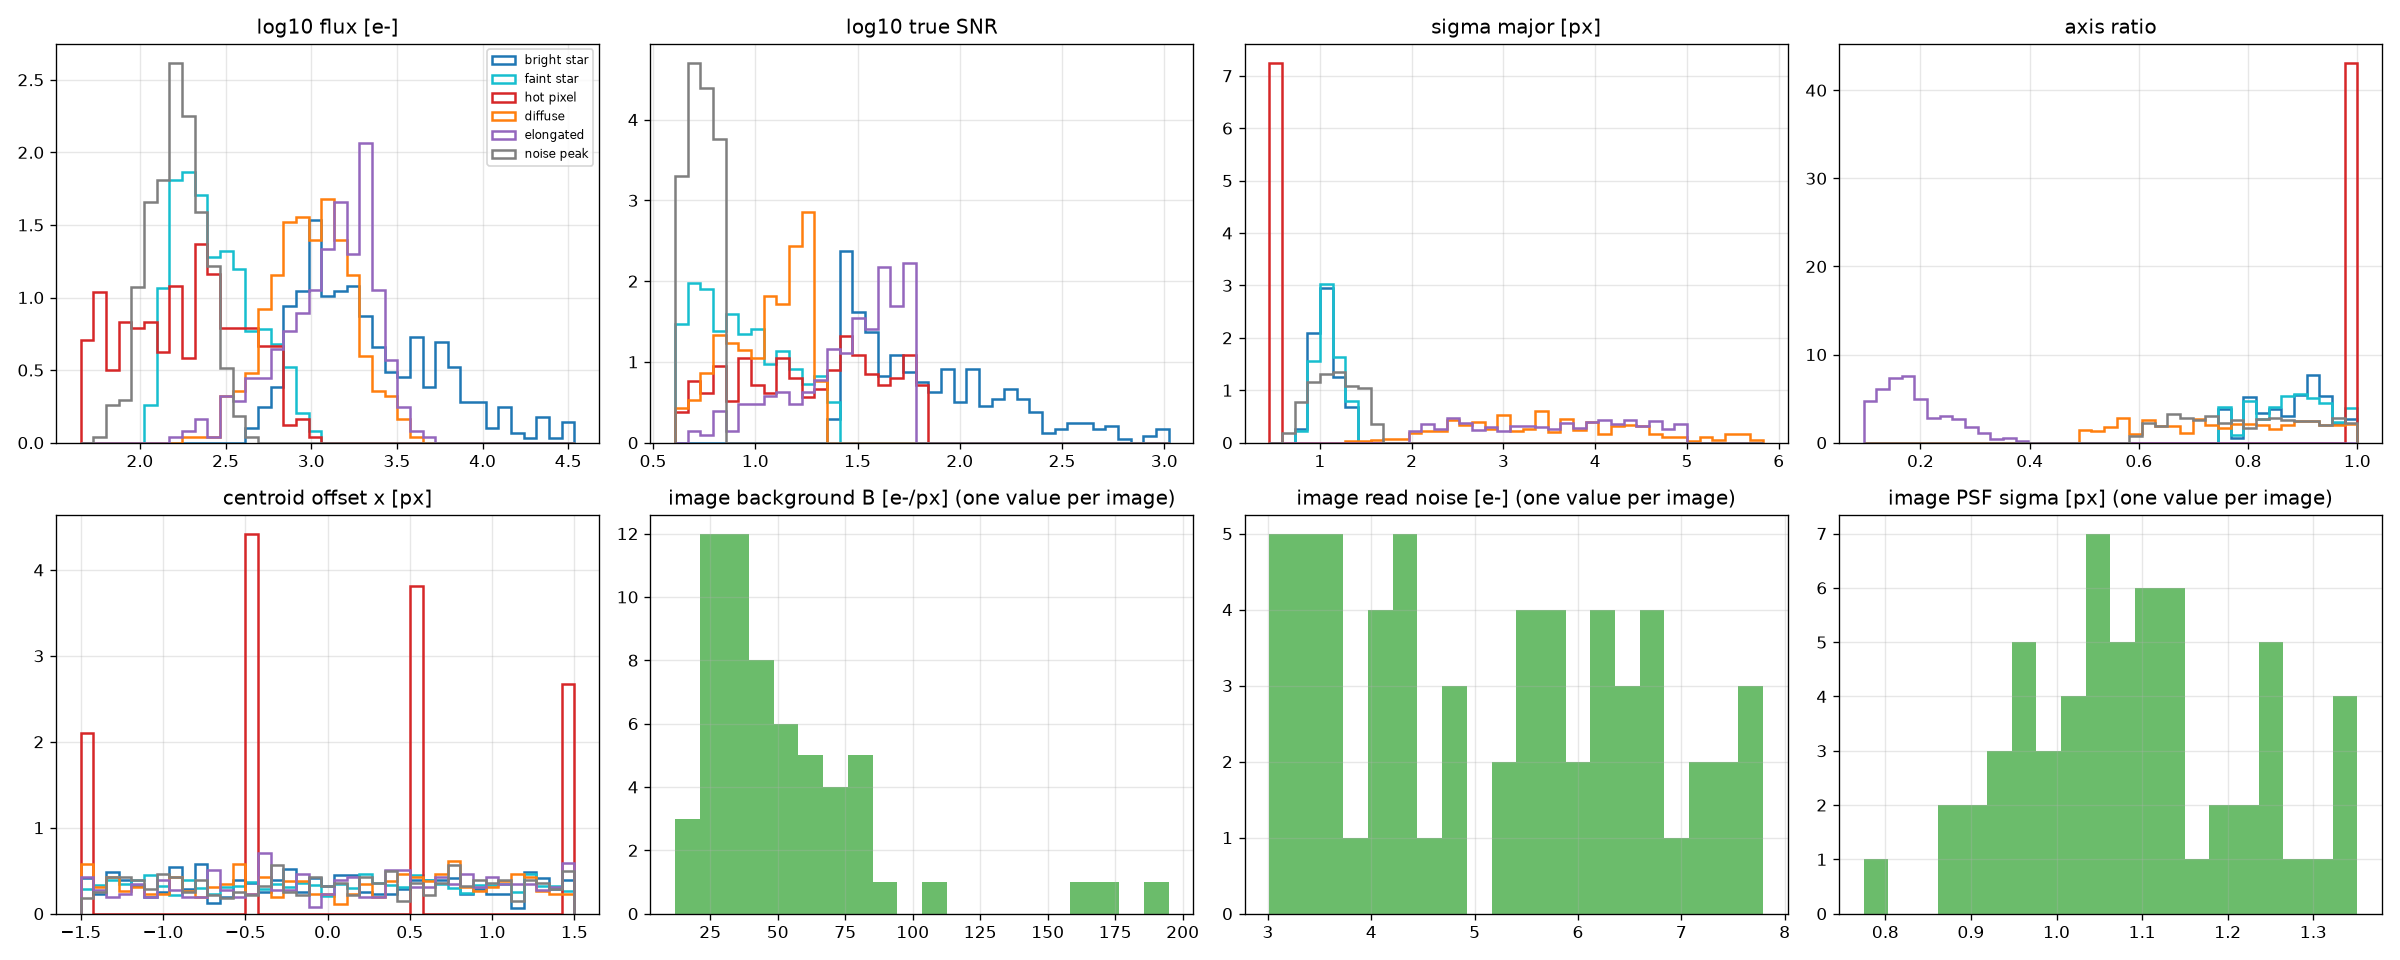 log10 flux [e-]
2.5
2.0
1.5
1.0
0.5
0.0
2.0 2.5 3.0 3.5 4.0 4.5
bright star
faint star
hot pixel
diffuse
elongated
noise peak
log10 true SNR
4
3
2
1
0
0.5 1.0 1.5 2.0 2.5 3.0
sigma major [px]
7
6
5
4
3
2
1
0
1 2 3 4 5 6
axis ratio
40
30
20
10
0
0.2 0.4 0.6 0.8 1.0
centroid offset x [px]
4
3
2
1
0
−1.5 −1.0 −0.5 0.0 0.5 1.0 1.5
image background B [e-/px] (one value per image)
12
10
8
6
4
2
0
25 50 75 100 125 150 175 200
image read noise [e-] (one value per image)
5
4
3
2
1
0
3 4 5 6 7 8
image PSF sigma [px] (one value per image)
7
6
5
4
3
2
1
0
0.8 0.9 1.0 1.1 1.2 1.3